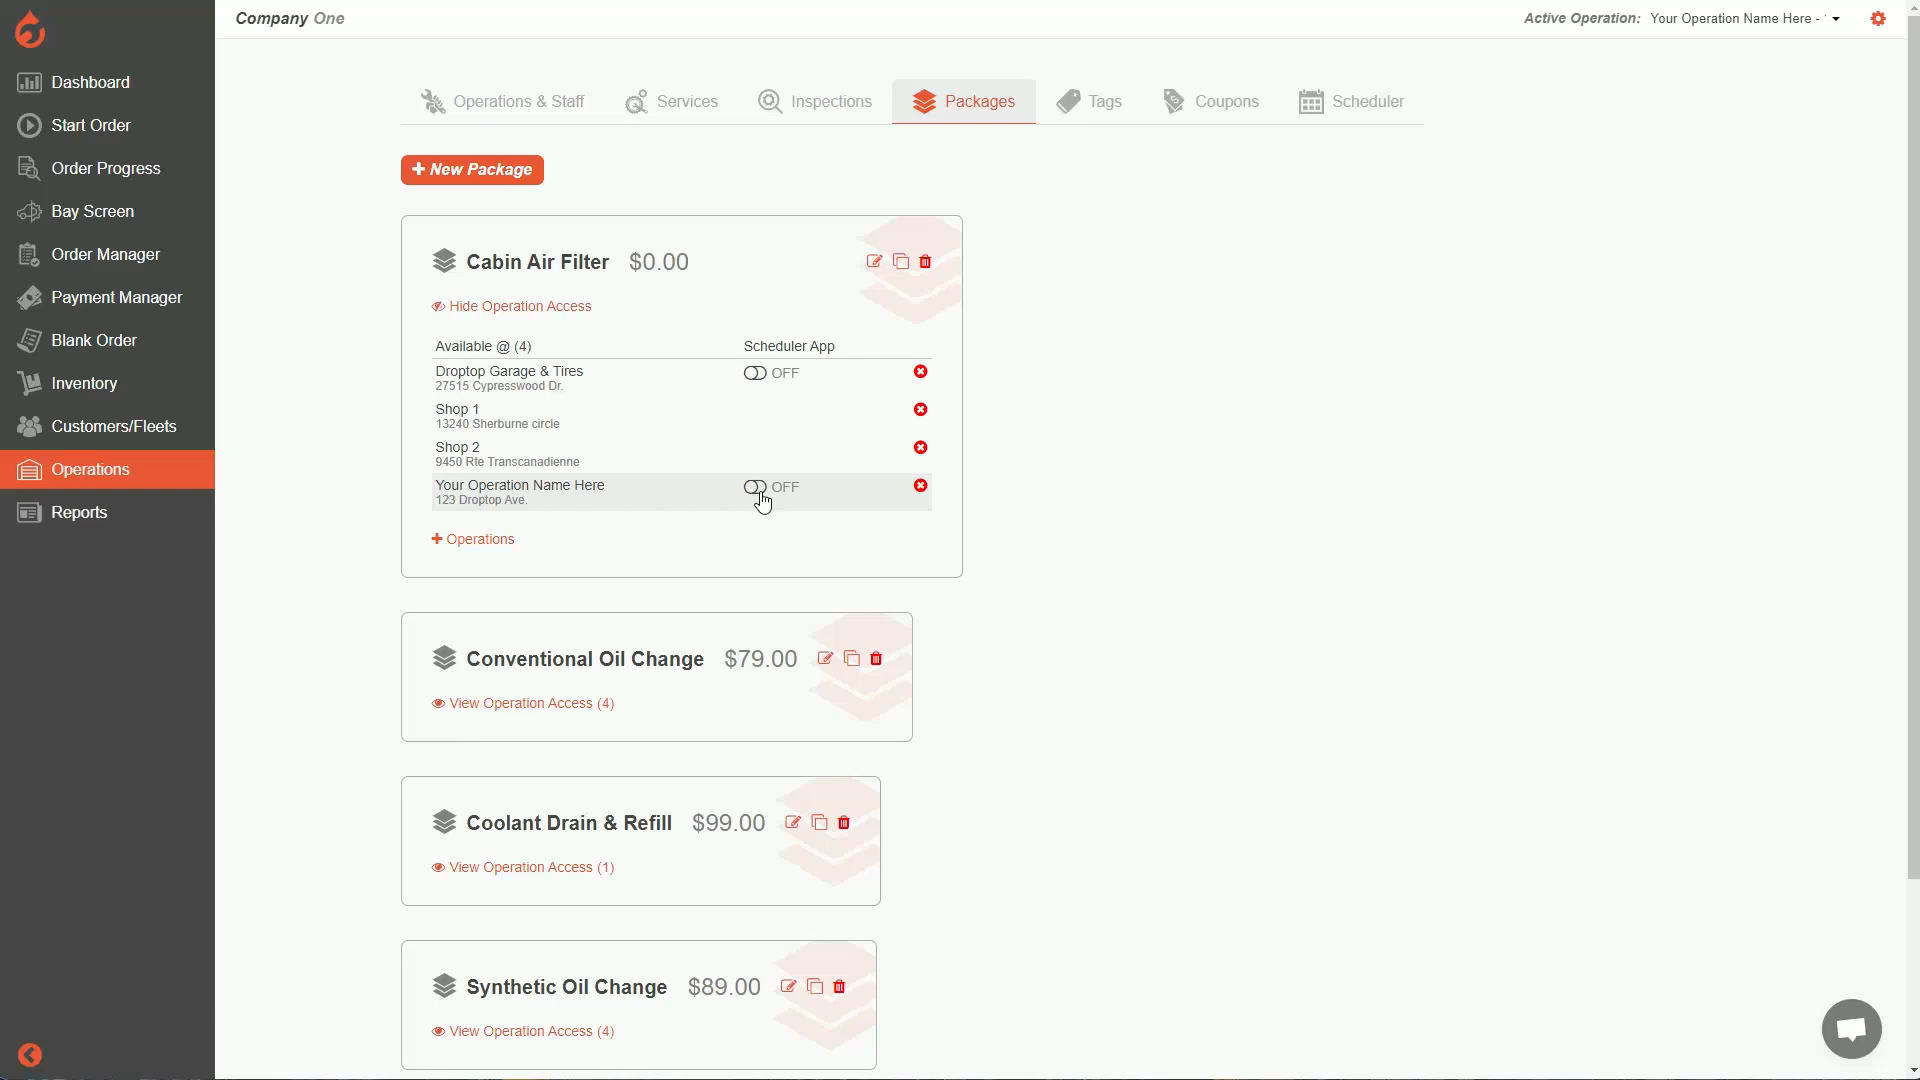 Company One
Active Operation: Your Operation Name Here -
Dashboard
Start Order
Order Progress
Bay Screen
Order Manager
Payment Manager
Blank Order
Inventory
Customers/Fleets
Operations
Reports
Operations & Staff
Services
Inspections
Packages
Tags
Coupons
Scheduler
+ New Package
Cabin Air Filter $0.00
Hide Operation Access
Available @ (4) Scheduler App
Droptop Garage & Tires OFF
27515 Cypresswood Dr.
Shop 1
13240 Sherburne circle
Shop 2
9450 Rte Transcanadienne
Your Operation Name Here OFF
123 Droptop Ave.
+ Operations
Conventional Oil Change $79.00
View Operation Access (4)
Coolant Drain & Refill $99.00
View Operation Access (1)
Synthetic Oil Change $89.00
View Operation Access (4)